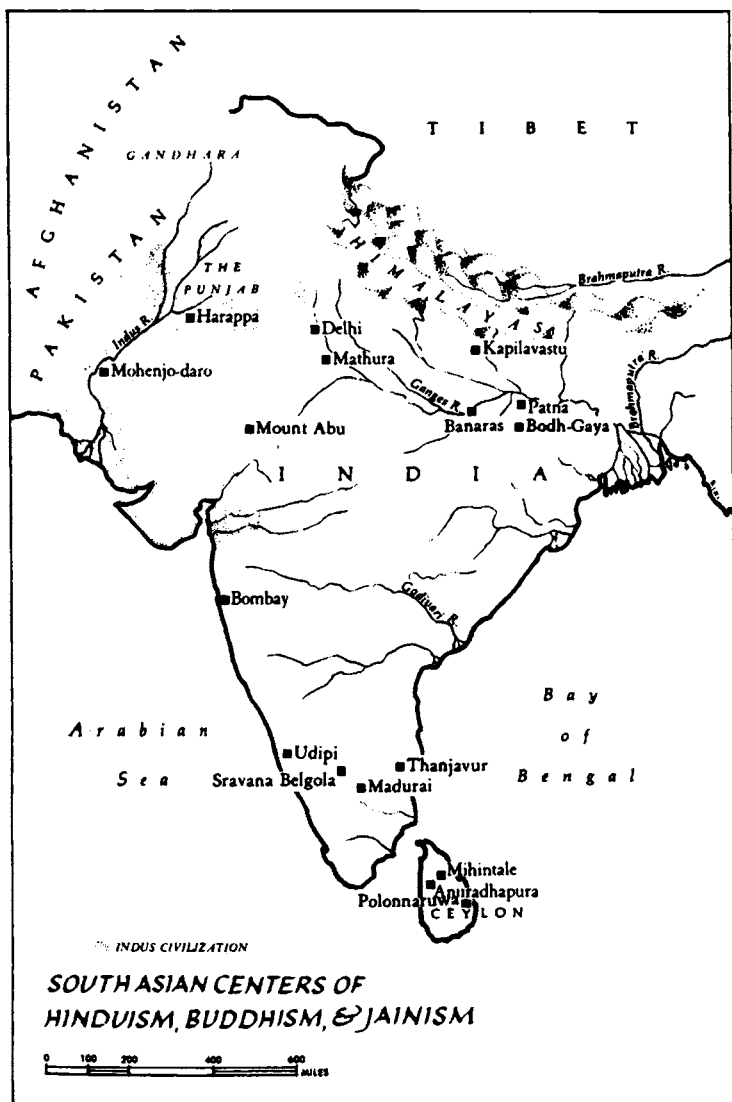 AFGHANISTAN
PAKISTAN
TIBET
GANDHARA
THE
PUNJAB
HIMALAYAS
Brahmaputra R.
Indus R.
Harappa
Delhi
Kapilavastu
Mathura
Mohenjo-daro
Brahmaputra R.
Ganges R.
Patna
Banaras
Bodh-Gaya
Mount Abu
INDIA
Bombay
Godivari R.
Arabian
Sea
Bay
of
Bengal
Udipi
Thanjavur
Sravana Belgola
Madurai
Mihintale
Anuradhapura
Polonnaruwa
CEYLON
INDUS CIVILIZATION
SOUTH ASIAN CENTERS OF
HINDUISM, BUDDHISM, & JAINISM
0 100 200 400 600
MILES